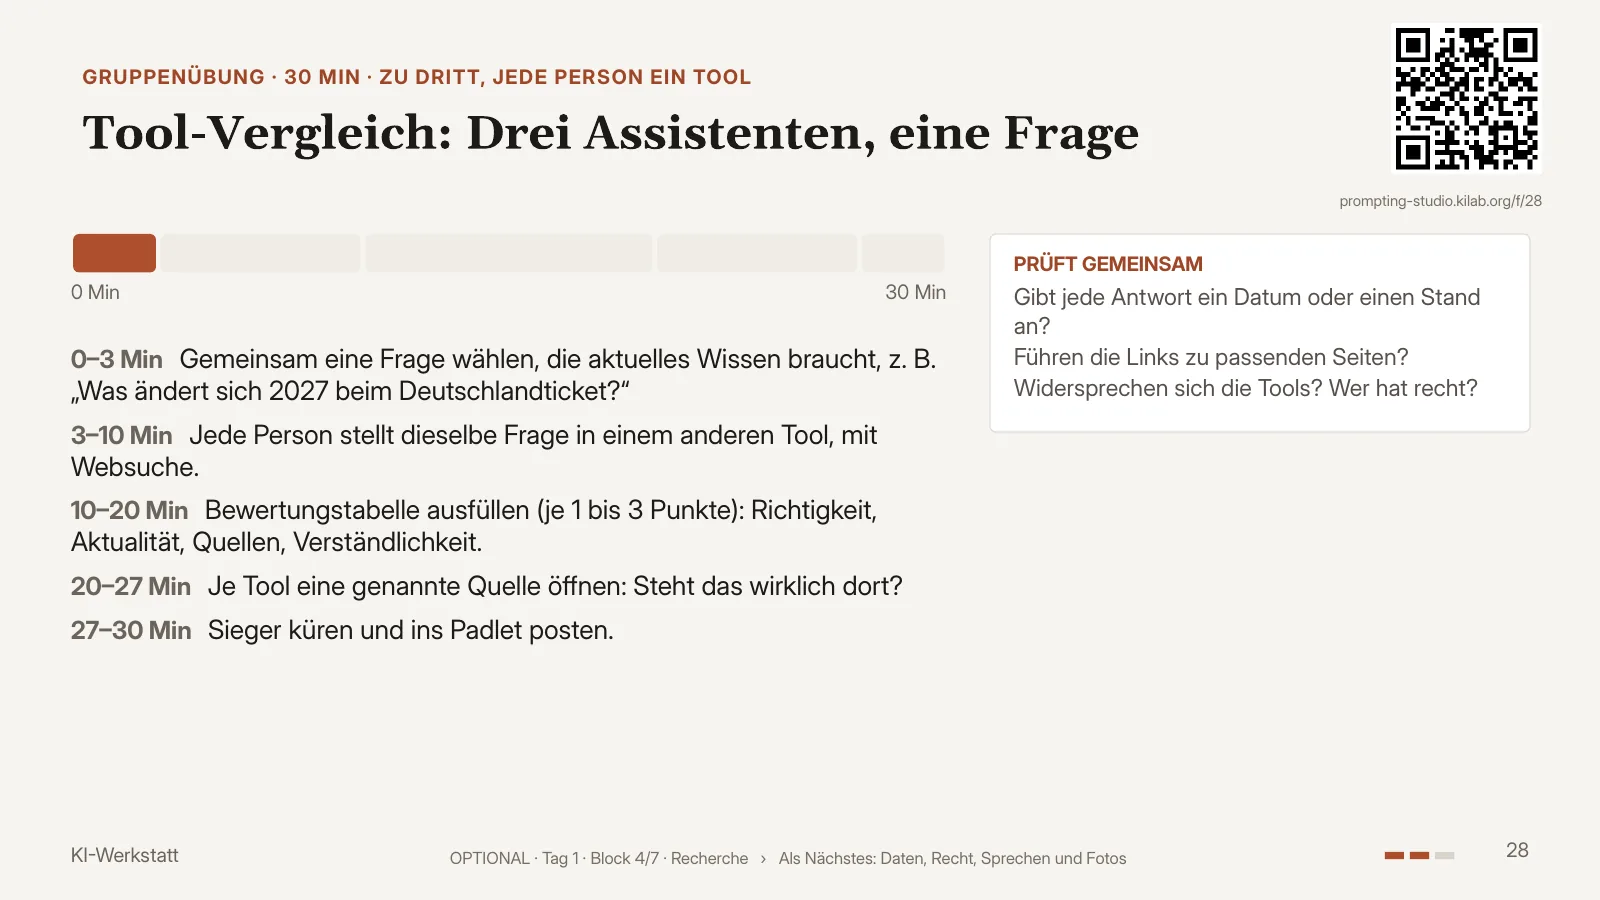 GRUPPENÜBUNG · 30 MIN · ZU DRITT, JEDE PERSON EIN TOOL
Tool-Vergleich: Drei Assistenten, eine Frage
prompting-studio.kilab.org/f/28
0 Min
30 Min
0–3 Min Gemeinsam eine Frage wählen, die aktuelles Wissen braucht, z. B.
„Was ändert sich 2027 beim Deutschlandticket?“
3–10 Min Jede Person stellt dieselbe Frage in einem anderen Tool, mit
Websuche.
10–20 Min Bewertungstabelle ausfüllen (je 1 bis 3 Punkte): Richtigkeit,
Aktualität, Quellen, Verständlichkeit.
20–27 Min Je Tool eine genannte Quelle öffnen: Steht das wirklich dort?
27–30 Min Sieger küren und ins Padlet posten.
PRÜFT GEMEINSAM
Gibt jede Antwort ein Datum oder einen Stand
an?
Führen die Links zu passenden Seiten?
Widersprechen sich die Tools? Wer hat recht?
KI-Werkstatt
OPTIONAL · Tag 1 · Block 4/7 · Recherche › Als Nächstes: Daten, Recht, Sprechen und Fotos
28